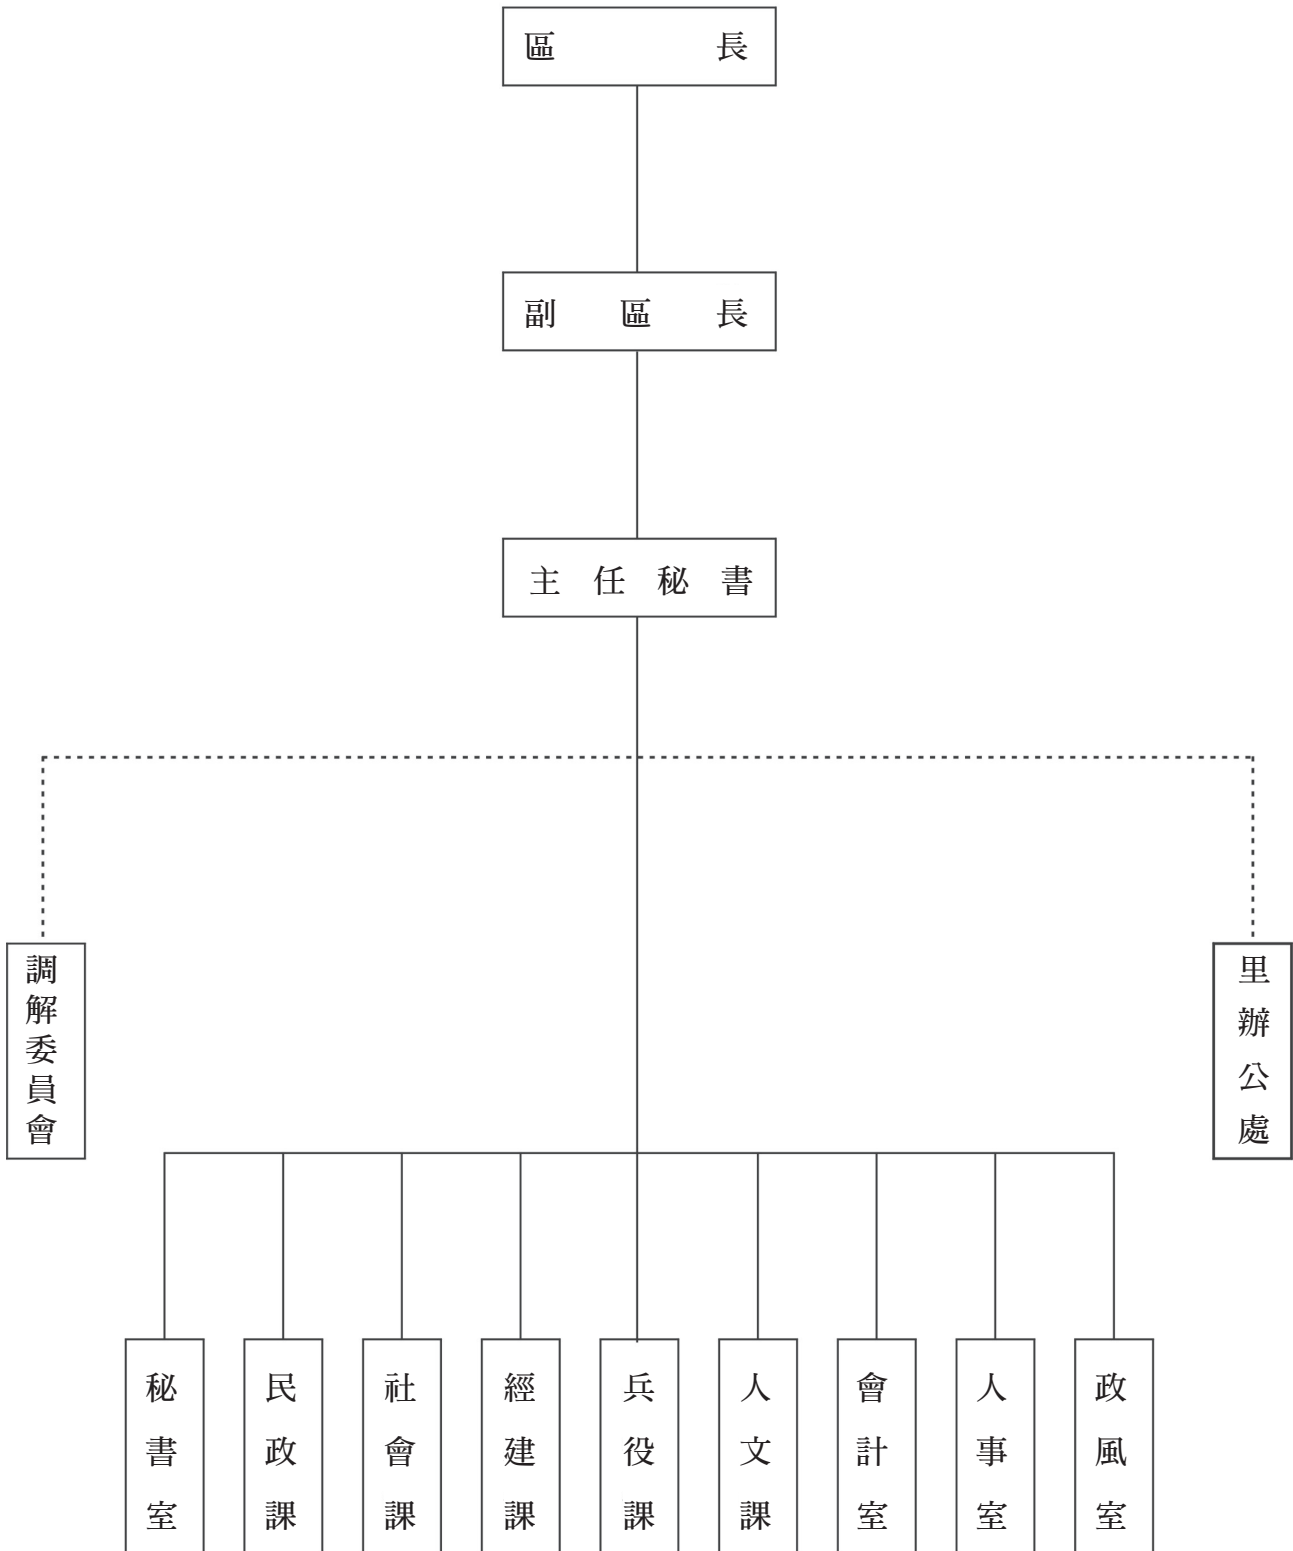 區長
副區長
主任秘書
調解委員會
里辦公處
秘書室
民政課
社會課
經建課
兵役課
人文課
會計室
人事室
政風室